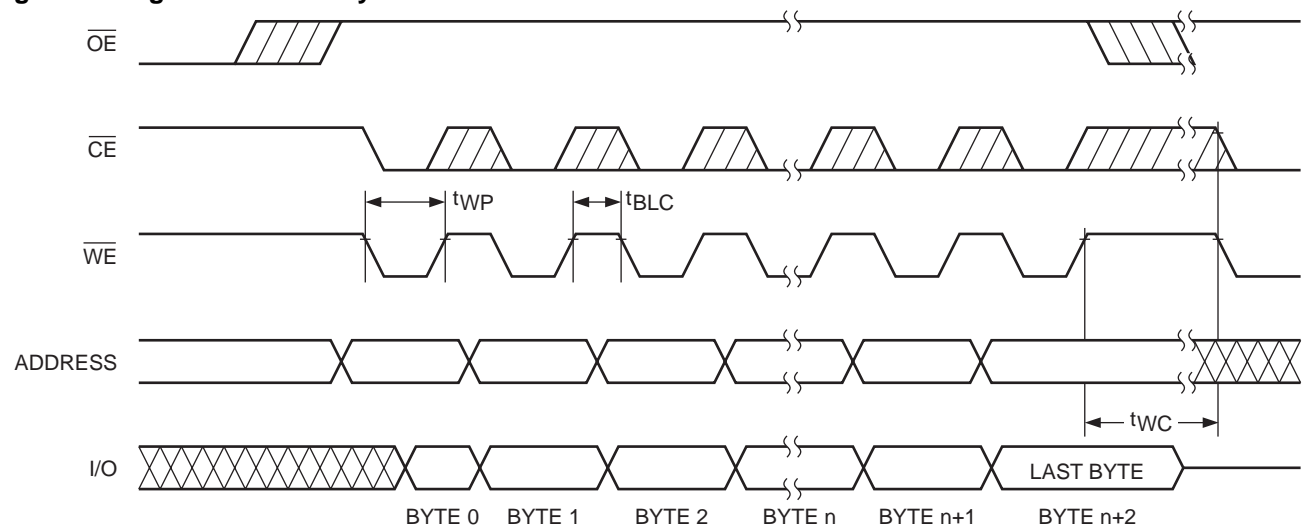 OE
CE
tWP
tBLC
WE
ADDRESS
tWC
I/O
LAST BYTE
BYTE 0 BYTE 1 BYTE 2 BYTE n BYTE n+1 BYTE n+2